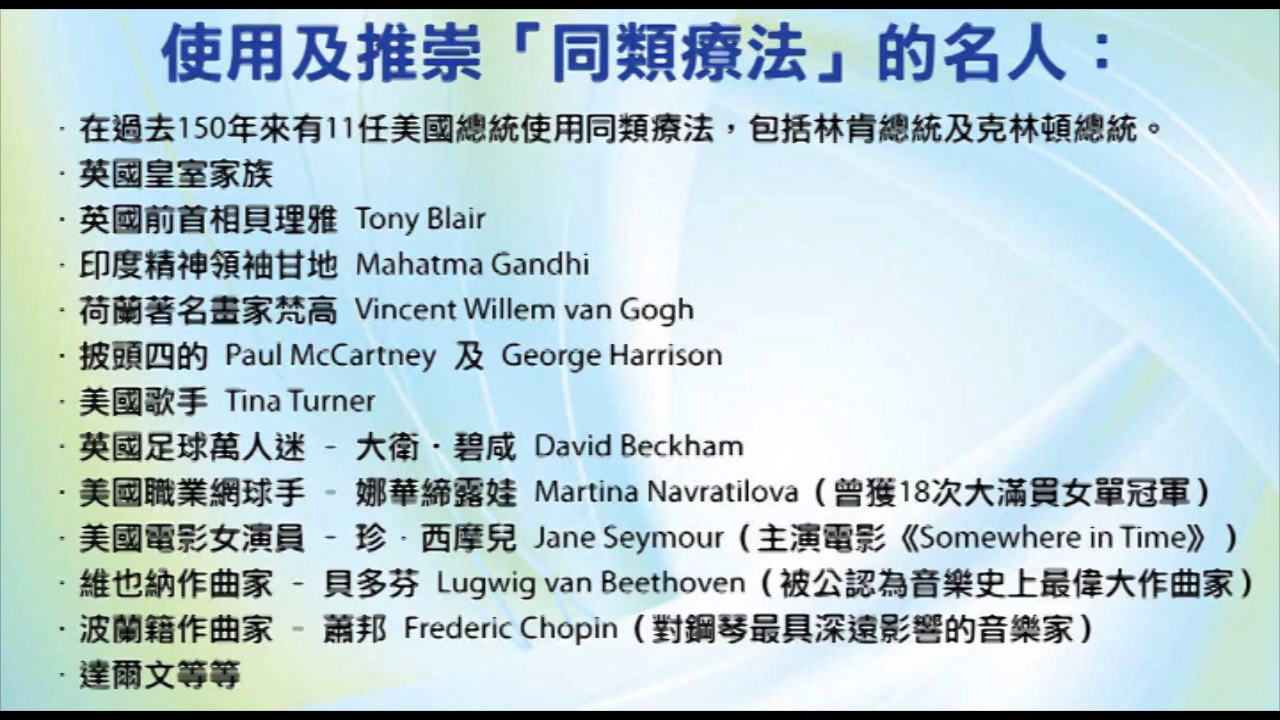 使用及推崇「同類療法」的名人：
· 在過去150年來有11任美國總統使用同類療法，包括林肯總統及克林頓總統。
· 英國皇室家族
· 英國前首相貝理雅 Tony Blair
· 印度精神領袖甘地 Mahatma Gandhi
· 荷蘭著名畫家梵高 Vincent Willem van Gogh
· 披頭四的 Paul McCartney 及 George Harrison
· 美國歌手 Tina Turner
· 英國足球萬人迷 - 大衛·碧咸 David Beckham
· 美國職業網球手 - 娜華締露娃 Martina Navratilova（曾獲18次大滿貫女單冠軍）
· 美國電影女演員 - 珍·西摩兒 Jane Seymour（主演電影《Somewhere in Time》）
· 維也納作曲家 - 貝多芬 Lugwig van Beethoven（被公認為音樂史上最偉大作曲家）
· 波蘭籍作曲家 - 蕭邦 Frederic Chopin（對鋼琴最具深遠影響的音樂家）
· 達爾文等等